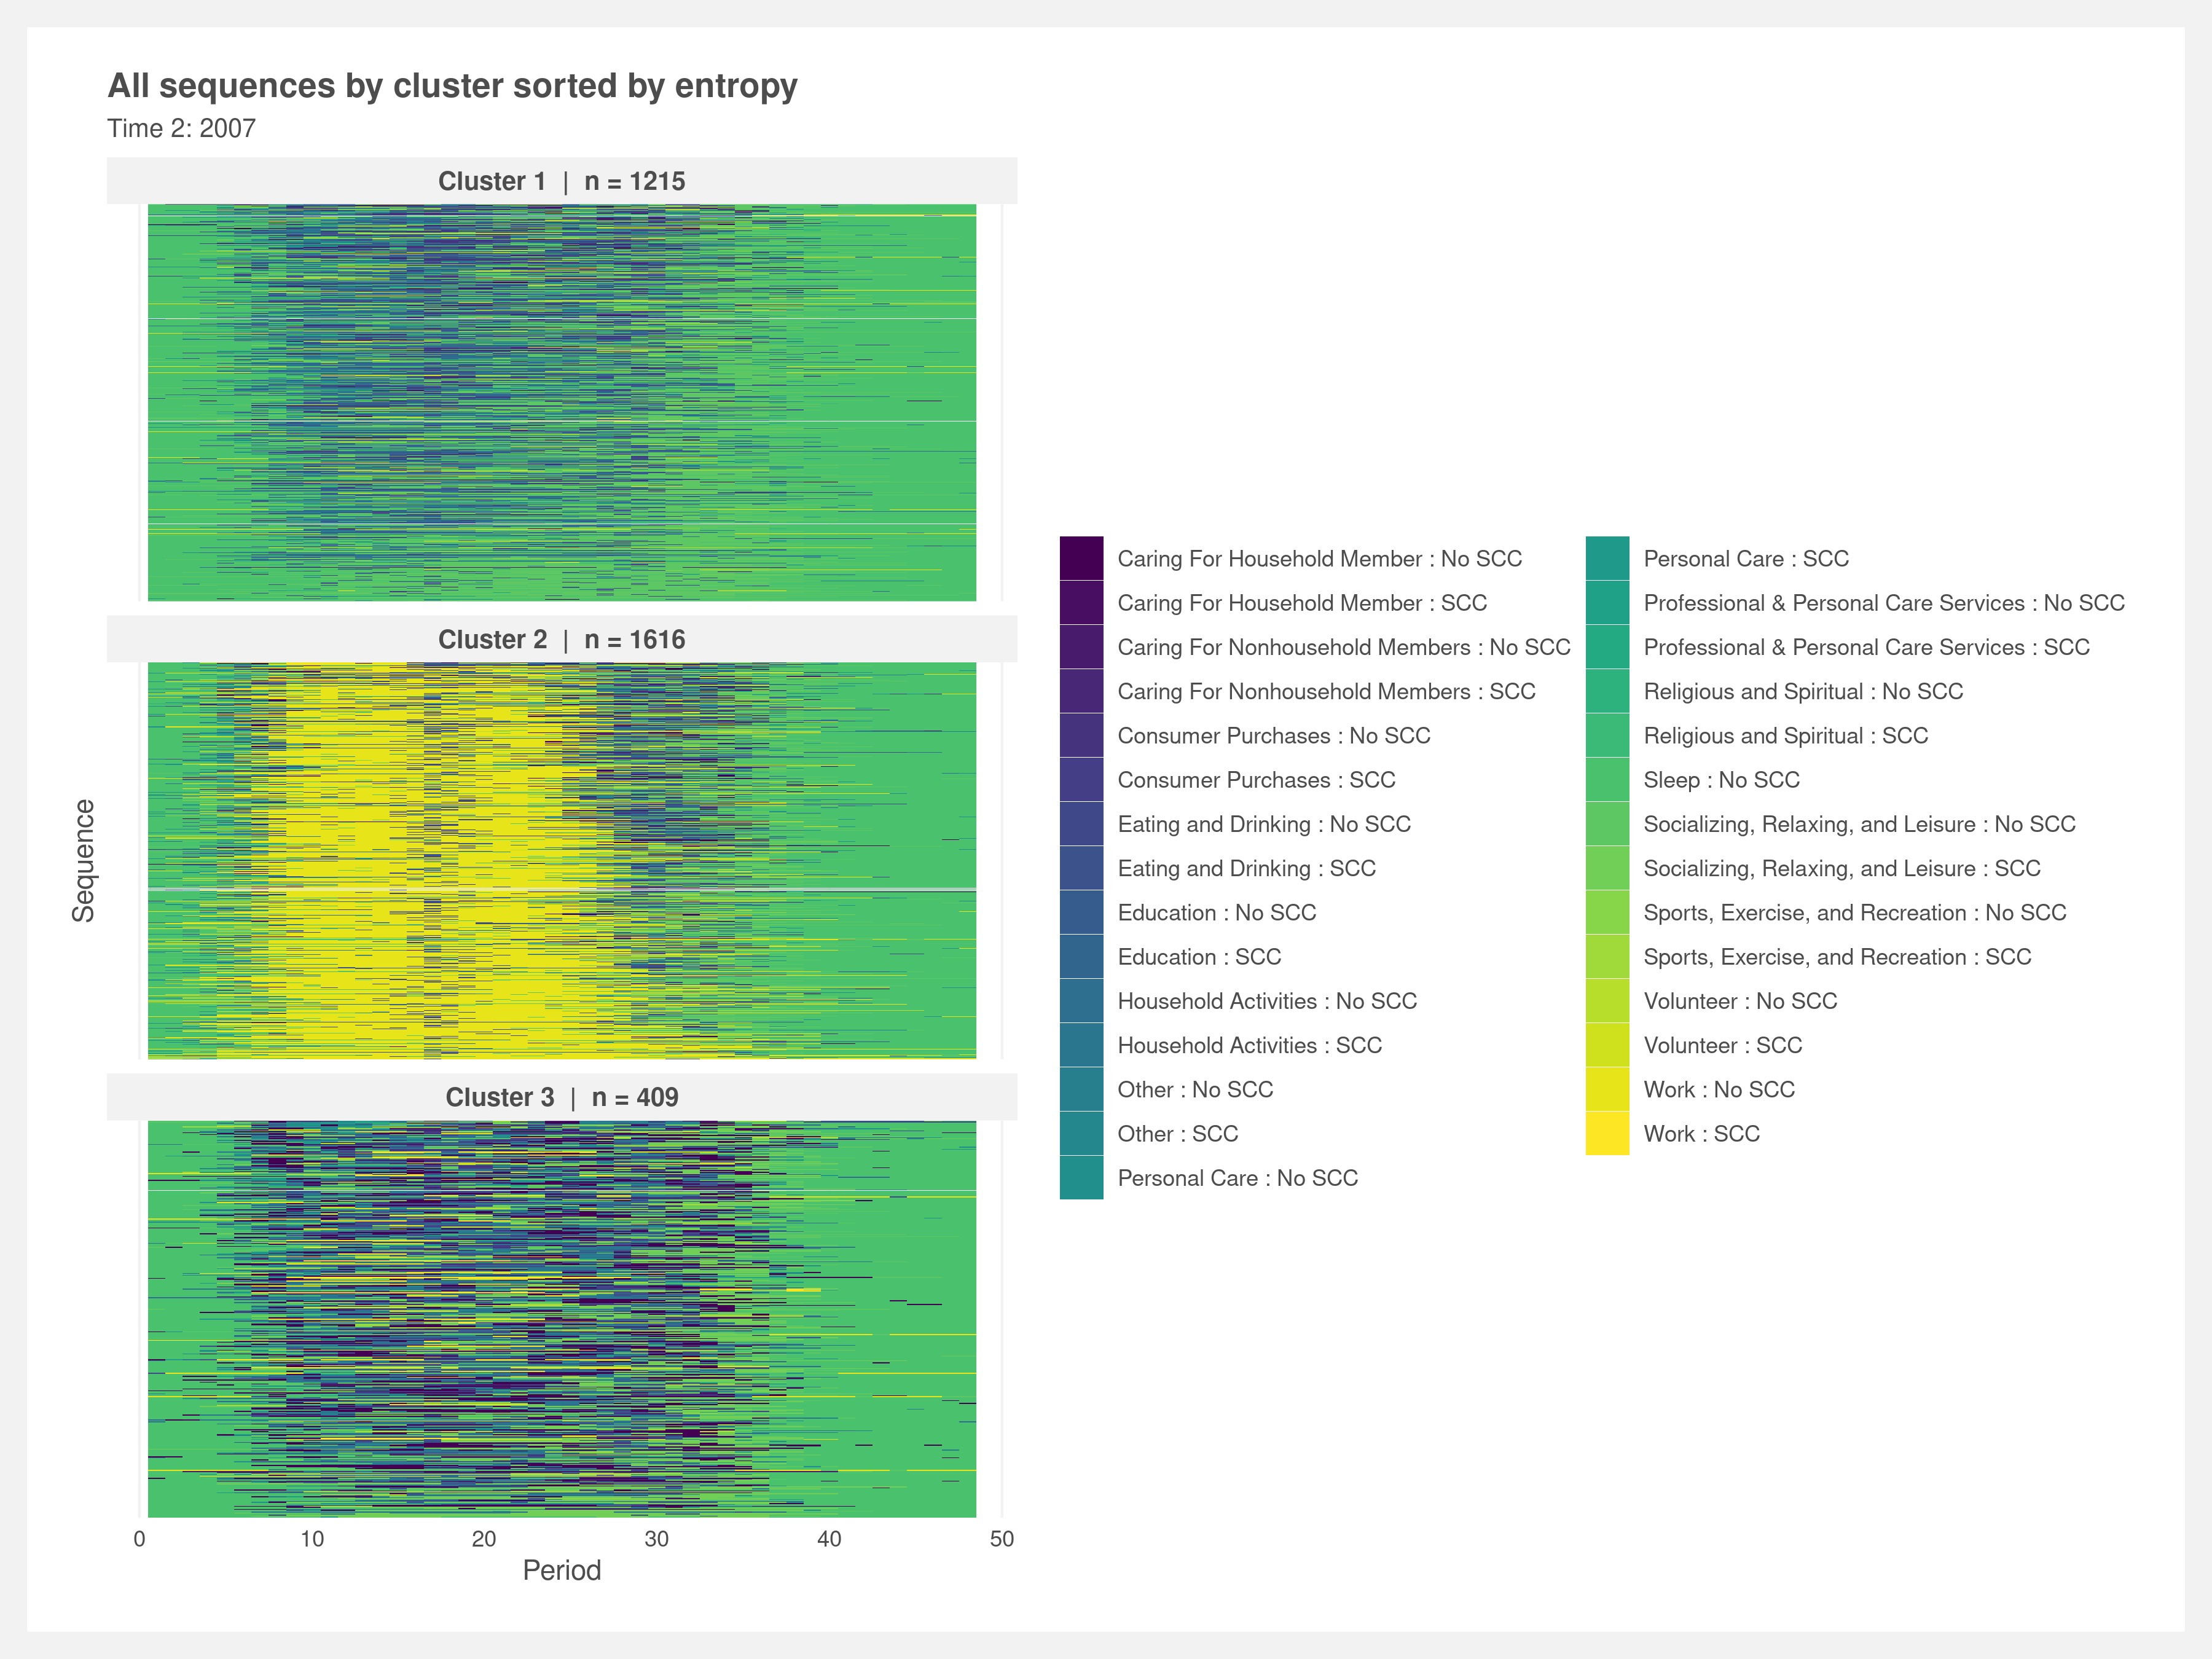 All sequences by cluster sorted by entropy
Time 2: 2007
Cluster 1 | n = 1215
Cluster 2 | n = 1616
Cluster 3 | n = 409
Sequence
0 10 20 30 40 50
Period
Caring For Household Member : No SCC
Caring For Household Member : SCC
Caring For Nonhousehold Members : No SCC
Caring For Nonhousehold Members : SCC
Consumer Purchases : No SCC
Consumer Purchases : SCC
Eating and Drinking : No SCC
Eating and Drinking : SCC
Education : No SCC
Education : SCC
Household Activities : No SCC
Household Activities : SCC
Other : No SCC
Other : SCC
Personal Care : No SCC
Personal Care : SCC
Professional & Personal Care Services : No SCC
Professional & Personal Care Services : SCC
Religious and Spiritual : No SCC
Religious and Spiritual : SCC
Sleep : No SCC
Socializing, Relaxing, and Leisure : No SCC
Socializing, Relaxing, and Leisure : SCC
Sports, Exercise, and Recreation : No SCC
Sports, Exercise, and Recreation : SCC
Volunteer : No SCC
Volunteer : SCC
Work : No SCC
Work : SCC